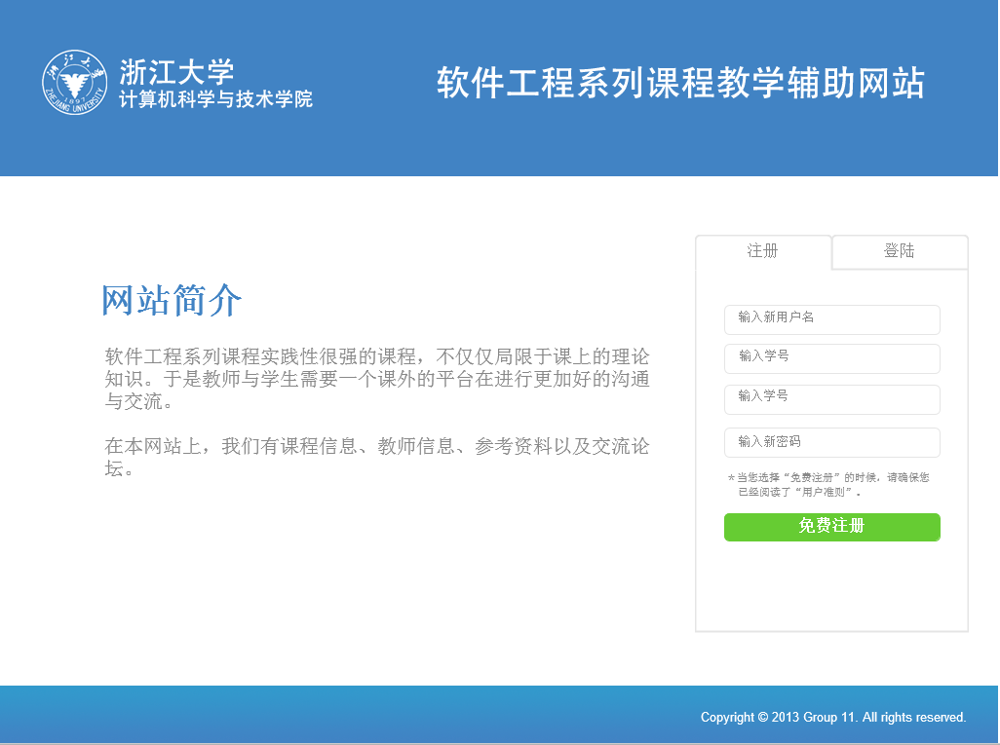 浙江大学
计算机科学与技术学院
浙江大学
1897
ZHEJIANG UNIVERSITY
软件工程系列课程教学辅助网站
注册
登陆
网站简介
软件工程系列课程实践性很强的课程，不仅仅局限于课上的理论
知识。于是教师与学生需要一个课外的平台在进行更加好的沟通
与交流。
在本网站上，我们有课程信息、教师信息、参考资料以及交流论
坛。
输入新用户名
输入学号
输入学号
输入新密码
＊当您选择“免费注册”的时候，请确保您
已经阅读了“用户准则”。
免费注册
Copyright © 2013 Group 11. All rights reserved.